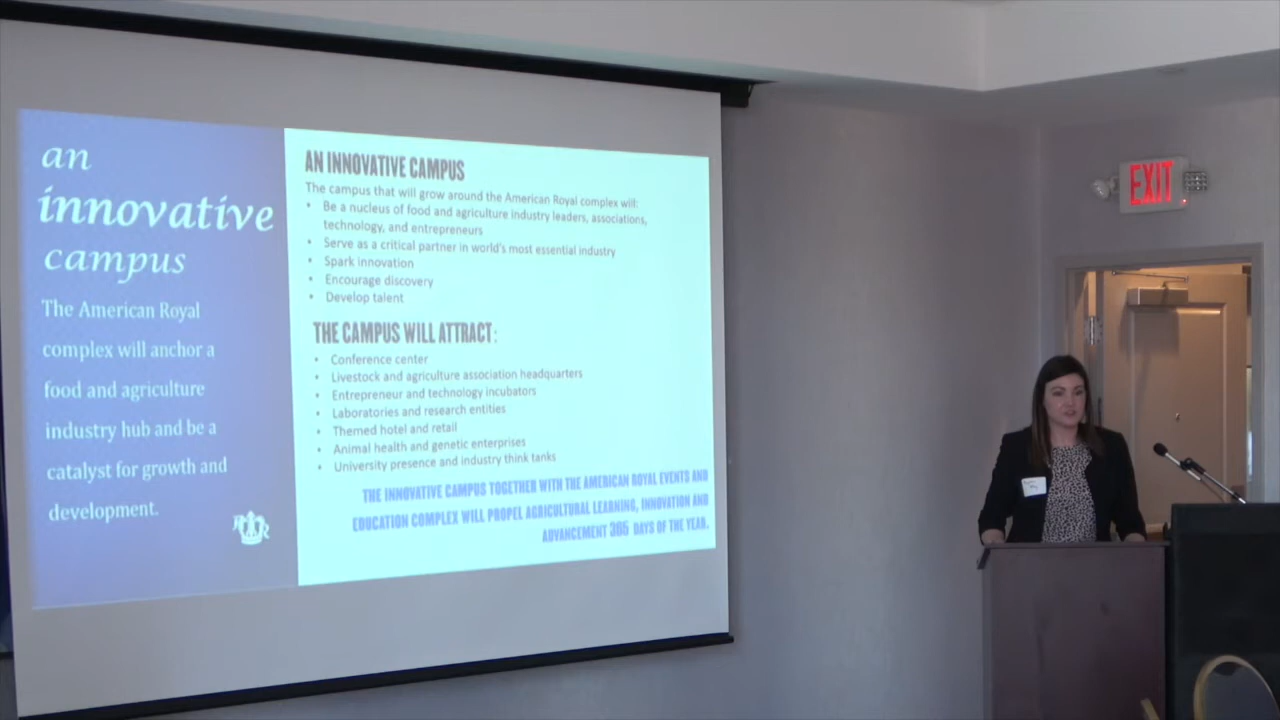 an
innovative
campus
The American Royal
complex will anchor a
food and agriculture
industry hub and be a
catalyst for growth and
development.
AN INNOVATIVE CAMPUS
The campus that will grow around the American Royal complex will:
• Be a nucleus of food and agriculture industry leaders, associations,
technology, and entrepreneurs
• Serve as a critical partner in world's most essential industry
• Spark innovation
• Encourage discovery
• Develop talent
THE CAMPUS WILL ATTRACT:
• Conference center
• Livestock and agriculture association headquarters
• Entrepreneur and technology incubators
• Laboratories and research entities
• Themed hotel and retail
• Animal health and genetic enterprises
• University presence and industry think tanks
THE INNOVATIVE CAMPUS TOGETHER WITH THE AMERICAN ROYAL EVENTS AND
EDUCATION COMPLEX WILL PROPEL AGRICULTURAL LEARNING, INNOVATION AND
ADVANCEMENT 365 DAYS OF THE YEAR.
EXIT